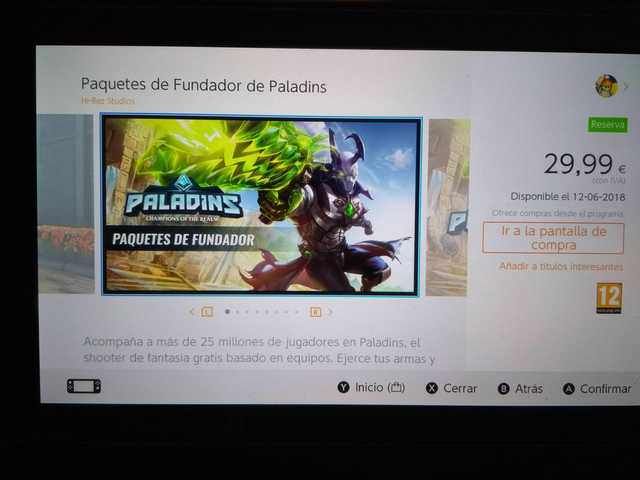 Paquetes de Fundador de Paladins
Hi-Rez Studios
Reserva
29,99 €
(con IVA)
Disponible el 12-06-2018
Ofrece compras desde el programa
Ir a la pantalla de
compra
Añadir a títulos interesantes
12
PALADINS
CHAMPIONS OF THE REALM
PAQUETES DE FUNDADOR
L
R
Acompaña a más de 25 millones de jugadores en Paladins, el
shooter de fantasía gratis basado en equipos. Ejerce tus armas y
Y Inicio
X Cerrar
B Atrás
A Confirmar